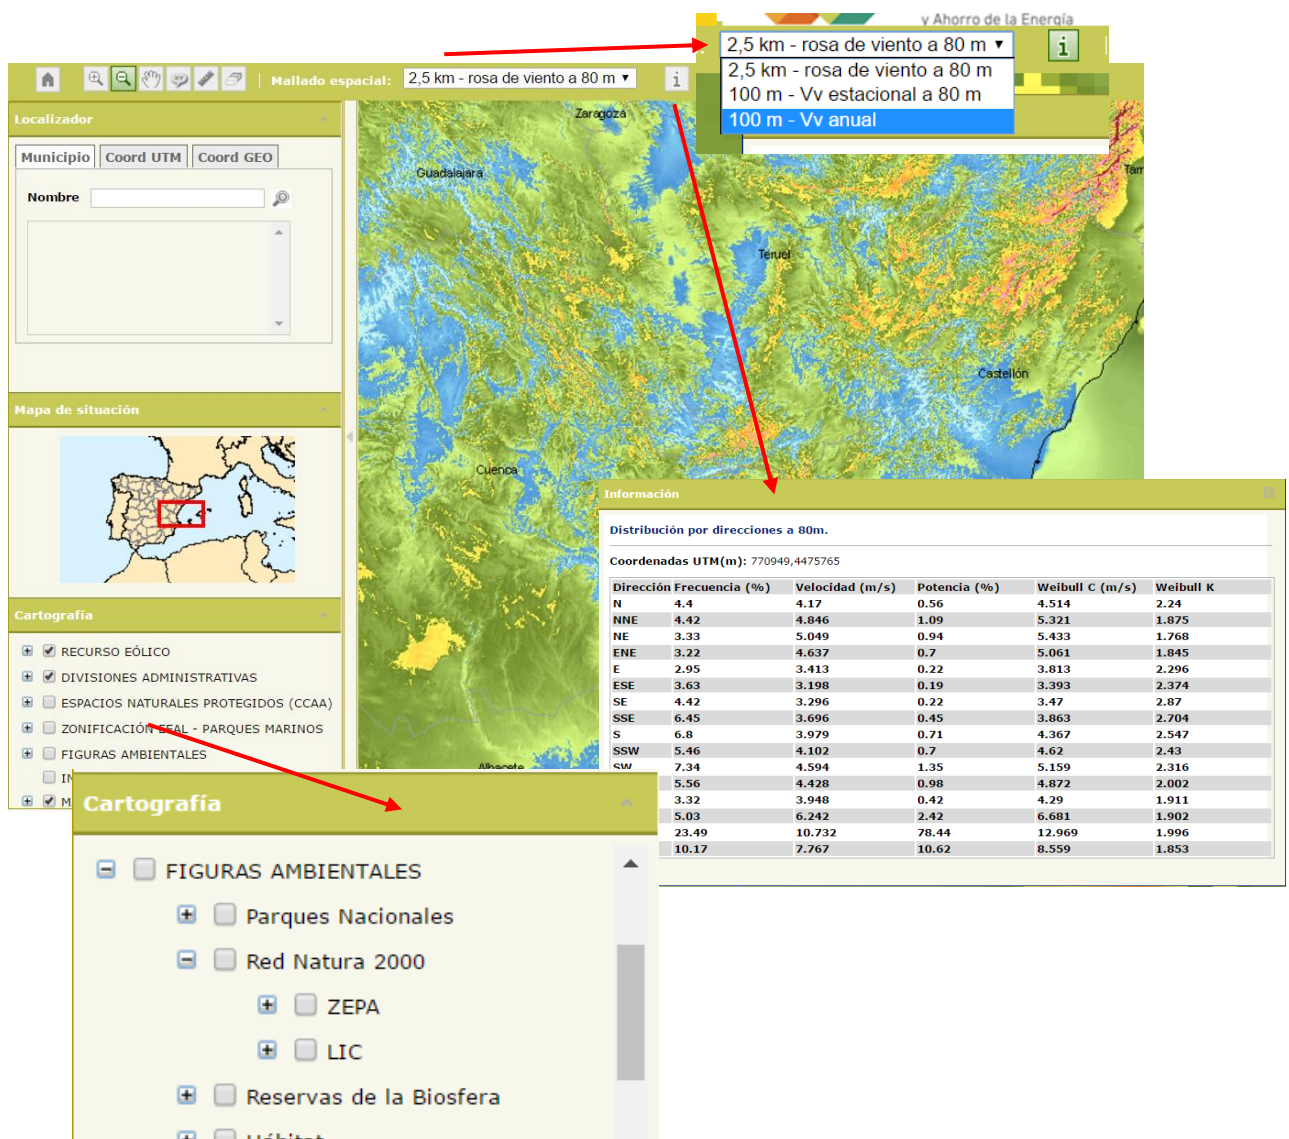 y Ahorro de la Energía
2,5 km - rosa de viento a 80 m
i
2,5 km - rosa de viento a 80 m
100 m - Vv estacional a 80 m
100 m - Vv anual
Mallado espacial: 2,5 km - rosa de viento a 80 m i
Localizador
Municipio Coord UTM Coord GEO
Nombre
Zaragoza
Guadalajara
Teruel
Castellón
Cuenca
Albacete
Mapa de situación
Cartografía
RECURSO EÓLICO
DIVISIONES ADMINISTRATIVAS
ESPACIOS NATURALES PROTEGIDOS (CCAA)
ZONIFICACIÓN EEAL - PARQUES MARINOS
FIGURAS AMBIENTALES
Información
Distribución por direcciones a 80m.
Coordenadas UTM(m): 770949,4475765
Dirección Frecuencia (%) Velocidad (m/s) Potencia (%) Weibull C (m/s) Weibull K
N 4.4 4.17 0.56 4.514 2.24
NNE 4.42 4.846 1.09 5.321 1.875
NE 3.33 5.049 0.94 5.433 1.768
ENE 3.22 4.637 0.7 5.061 1.845
E 2.95 3.413 0.22 3.813 2.296
ESE 3.63 3.198 0.19 3.393 2.374
SE 4.42 3.296 0.22 3.47 2.87
SSE 6.45 3.696 0.45 3.863 2.704
S 6.8 3.979 0.71 4.367 2.547
SSW 5.46 4.102 0.7 4.62 2.43
SW 7.34 4.594 1.35 5.159 2.316
5.56 4.428 0.98 4.872 2.002
3.32 3.948 0.42 4.29 1.911
5.03 6.242 2.42 6.681 1.902
23.49 10.732 78.44 12.969 1.996
10.17 7.767 10.62 8.559 1.853
Cartografía
FIGURAS AMBIENTALES
Parques Nacionales
Red Natura 2000
ZEPA
LIC
Reservas de la Biosfera
Hábitat